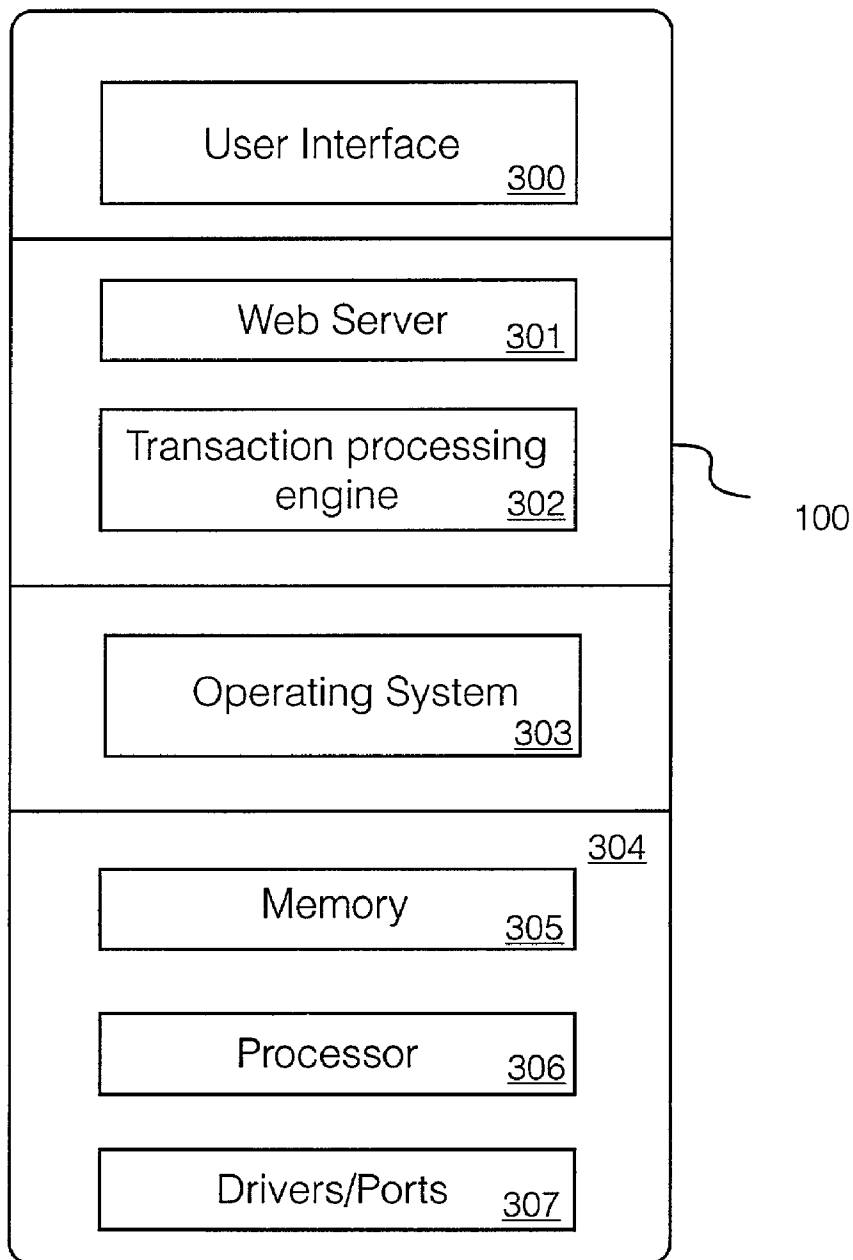 User Interface
300
Web Server
301
Transaction processing
engine
302
100
Operating System
303
304
Memory
305
Processor
306
Drivers/Ports
307